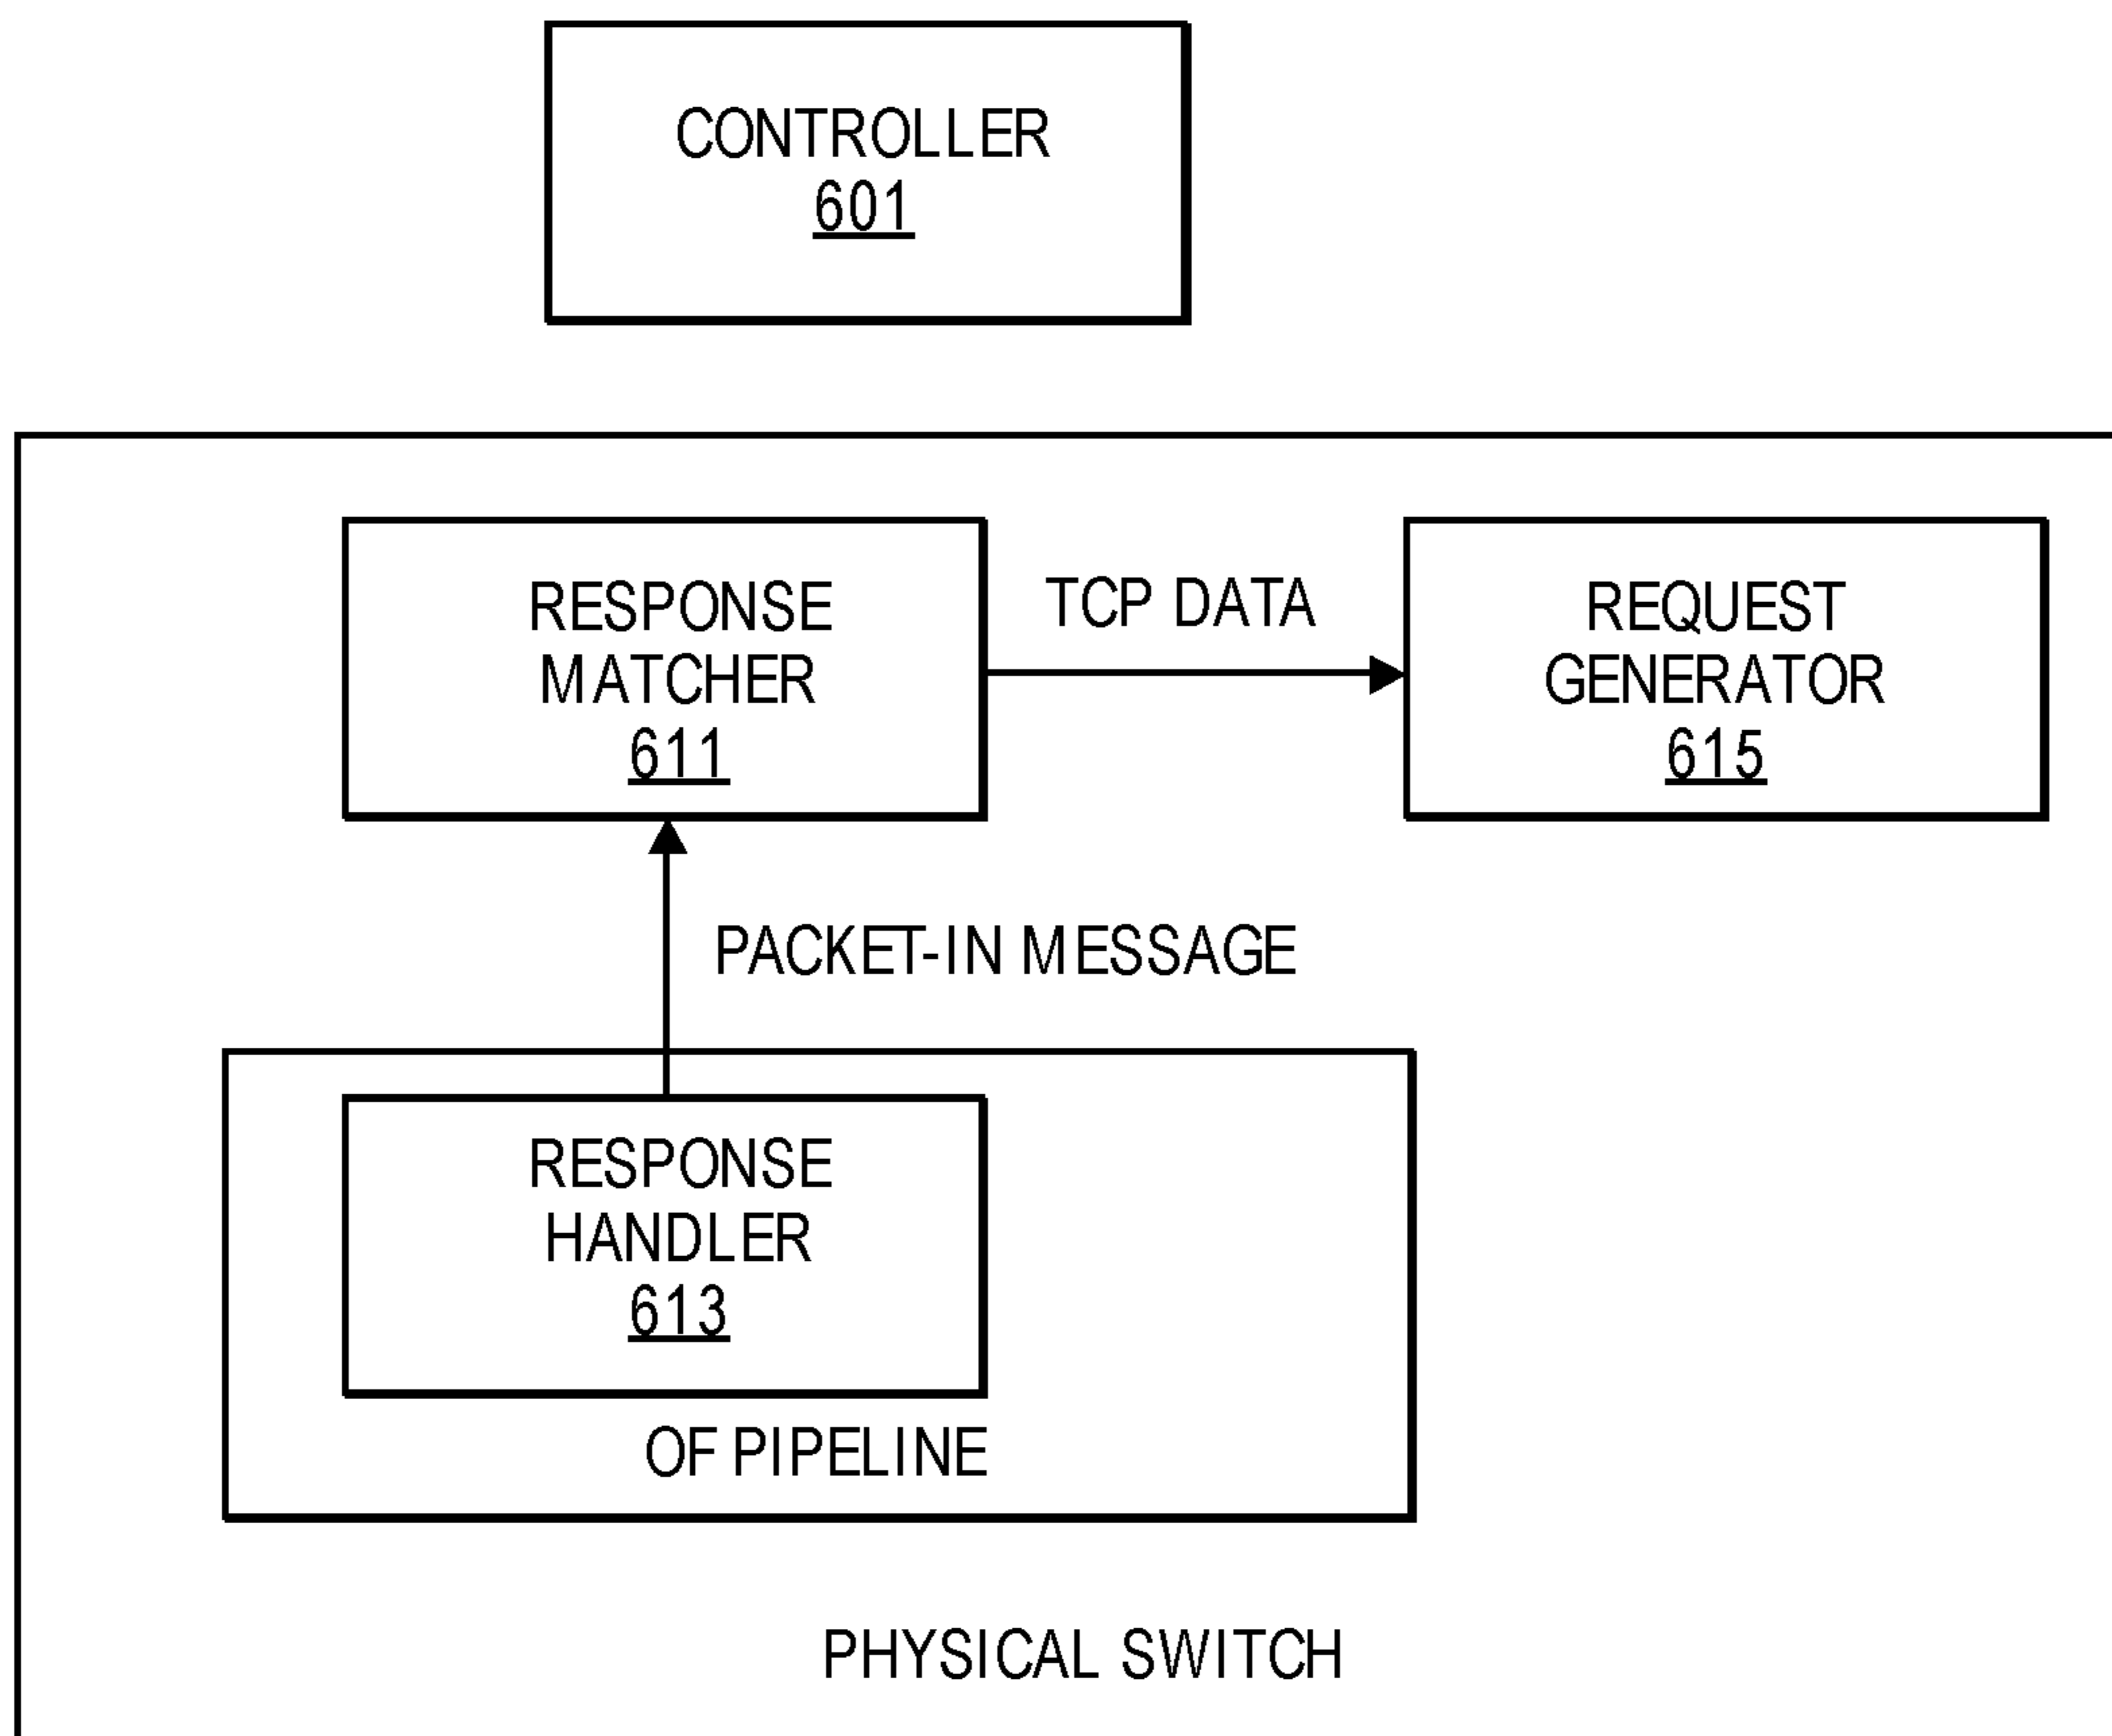 CONTROLLER
601
RESPONSE
MATCHER
611
TCP DATA
REQUEST
GENERATOR
615
PACKET-IN MESSAGE
RESPONSE
HANDLER
613
OF PIPELINE
PHYSICAL SWITCH